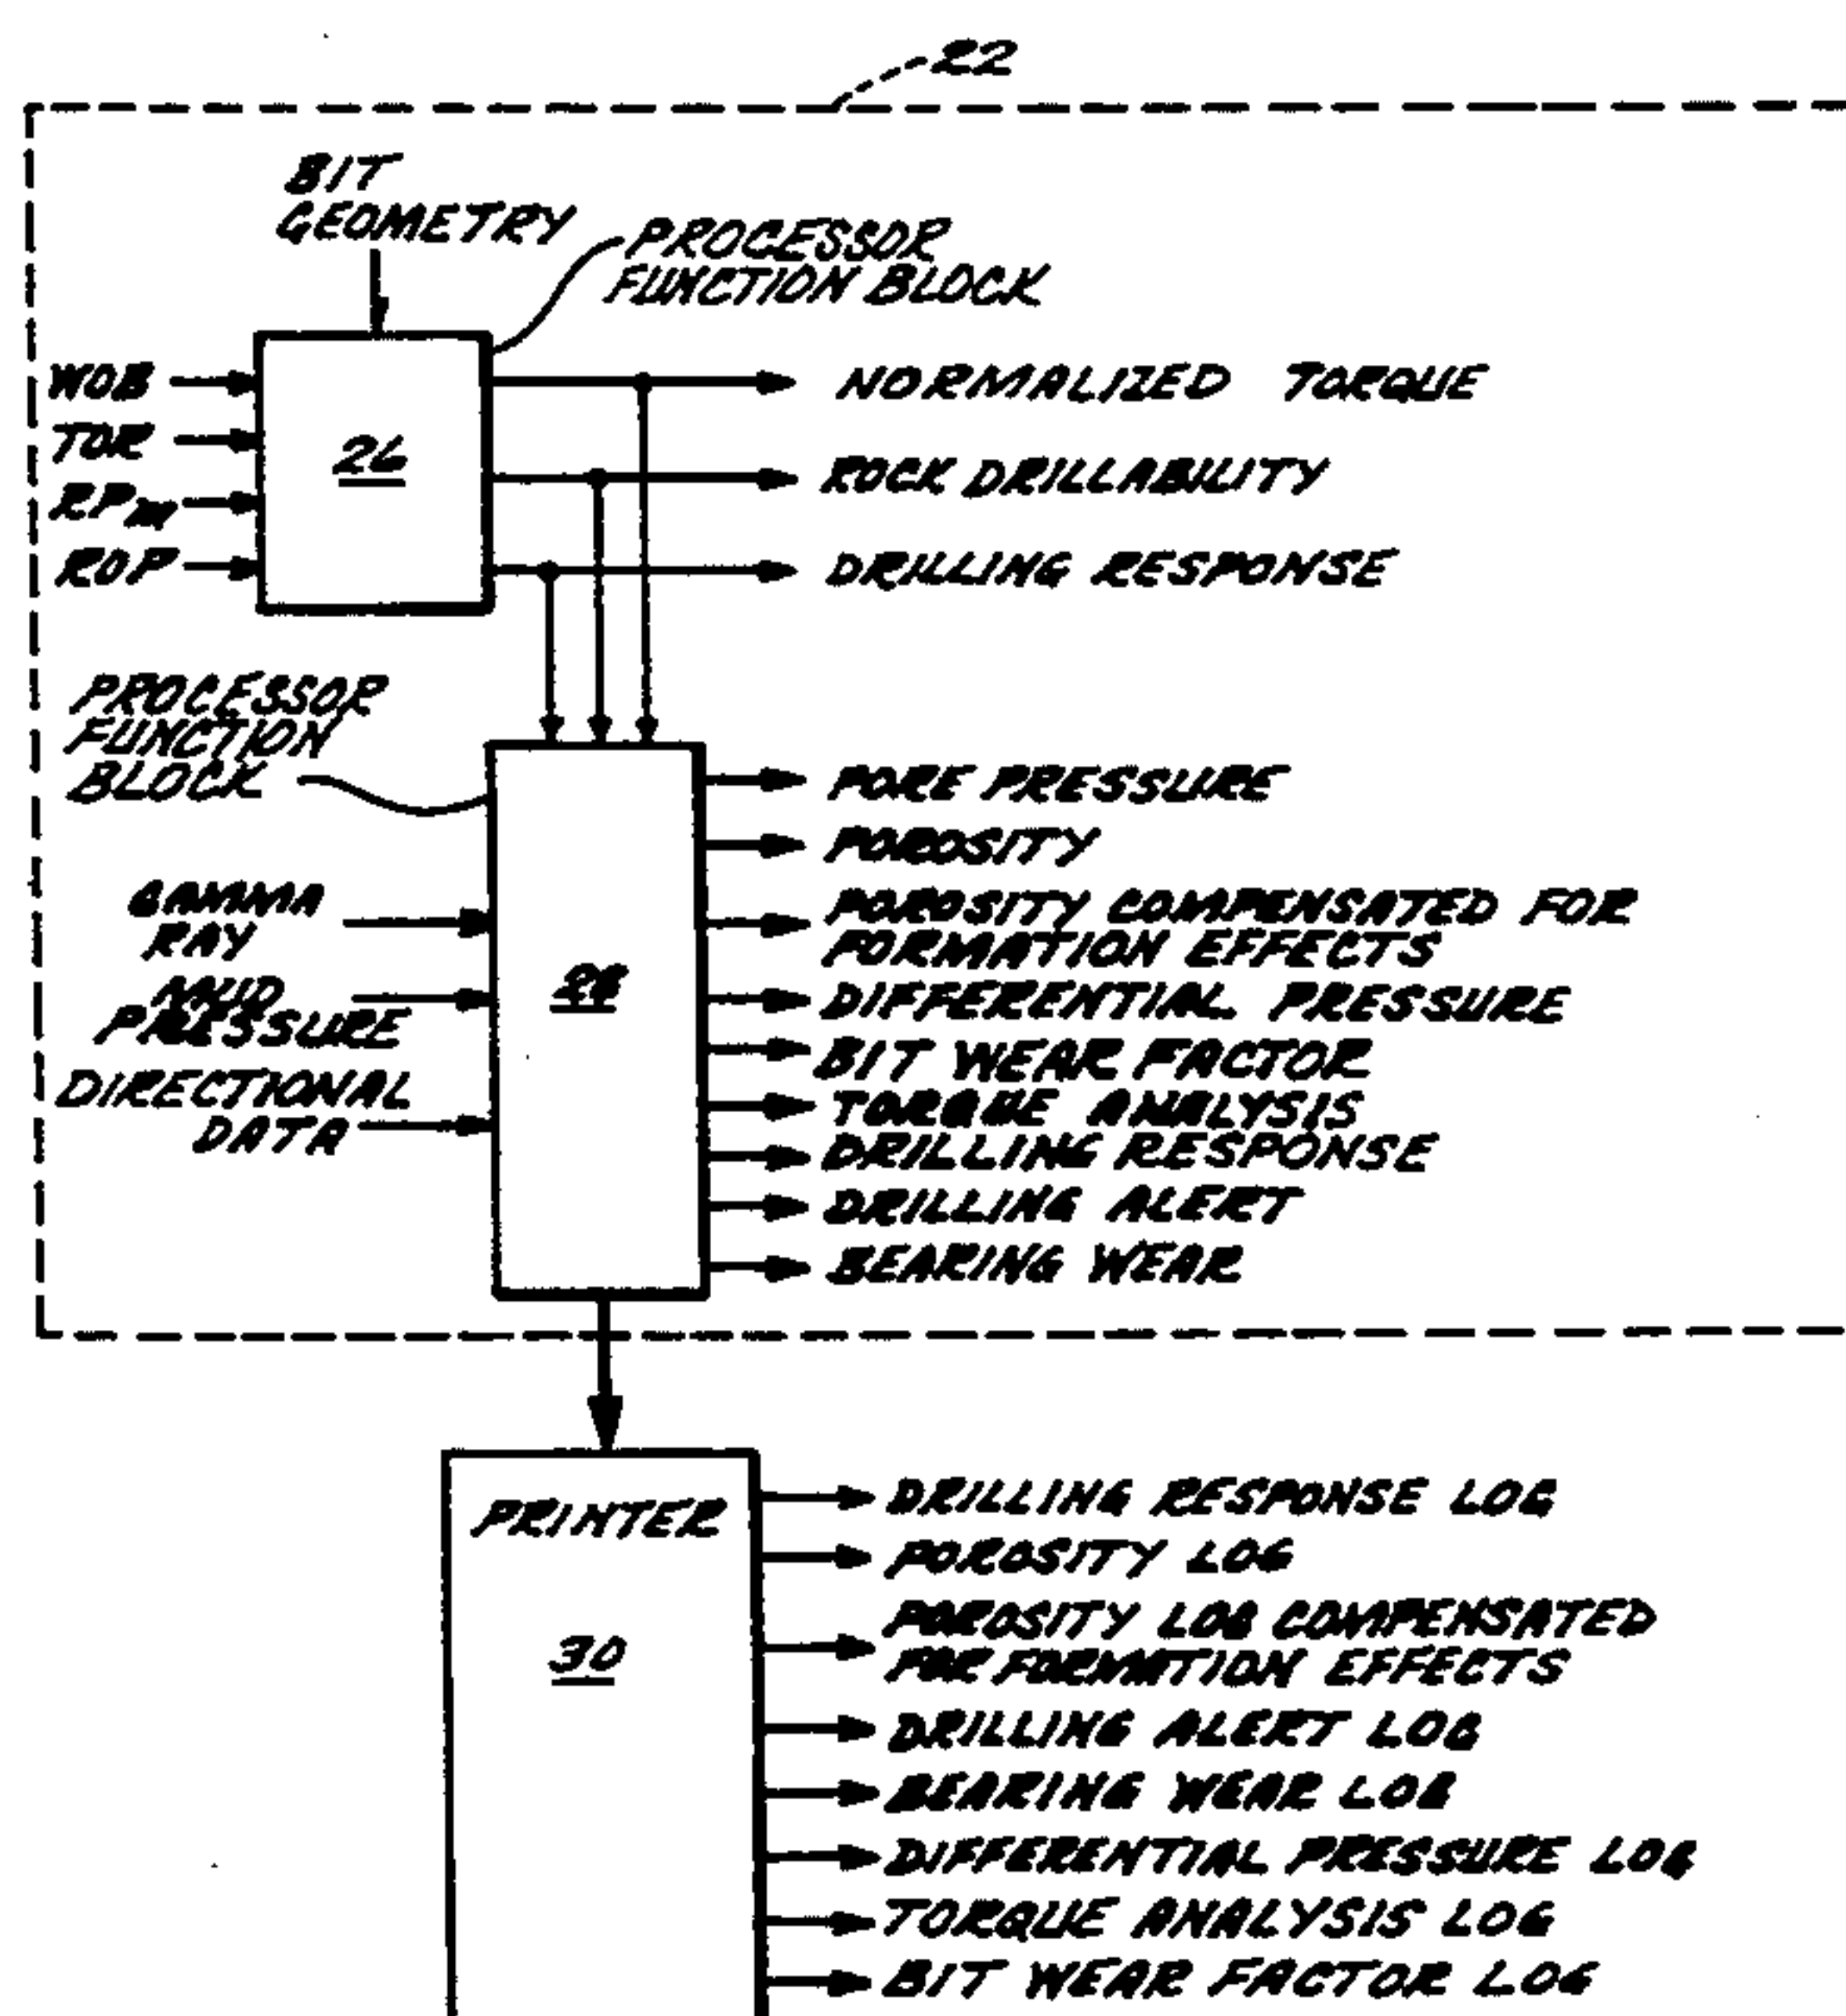 22
BIT
GEOMETRY
PROCESSOR
FUNCTION BLOCK
WOB
TOR
RPM
ROP
26
NORMALIZED TORQUE
ROCK DRILLABILITY
DRILLING RESPONSE
PROCESSOR
FUNCTION
BLOCK
GAMMA
RAY
MUD
PRESSURE
DIRECTIONAL
DATA
28
PORE PRESSURE
POROSITY
POROSITY COMPENSATED FOR
FORMATION EFFECTS
DIFFERENTIAL PRESSURE
BIT WEAR FACTOR
TORQUE ANALYSIS
DRILLING RESPONSE
DRILLING ALERT
BEARING WEAR
PRINTER
30
DRILLING RESPONSE LOG
POROSITY LOG
POROSITY LOG COMPENSATED
FOR FORMATION EFFECTS
DRILLING ALERT LOG
BEARING WEAR LOG
DIFFERENTIAL PRESSURE LOG
TORQUE ANALYSIS LOG
BIT WEAR FACTOR LOG